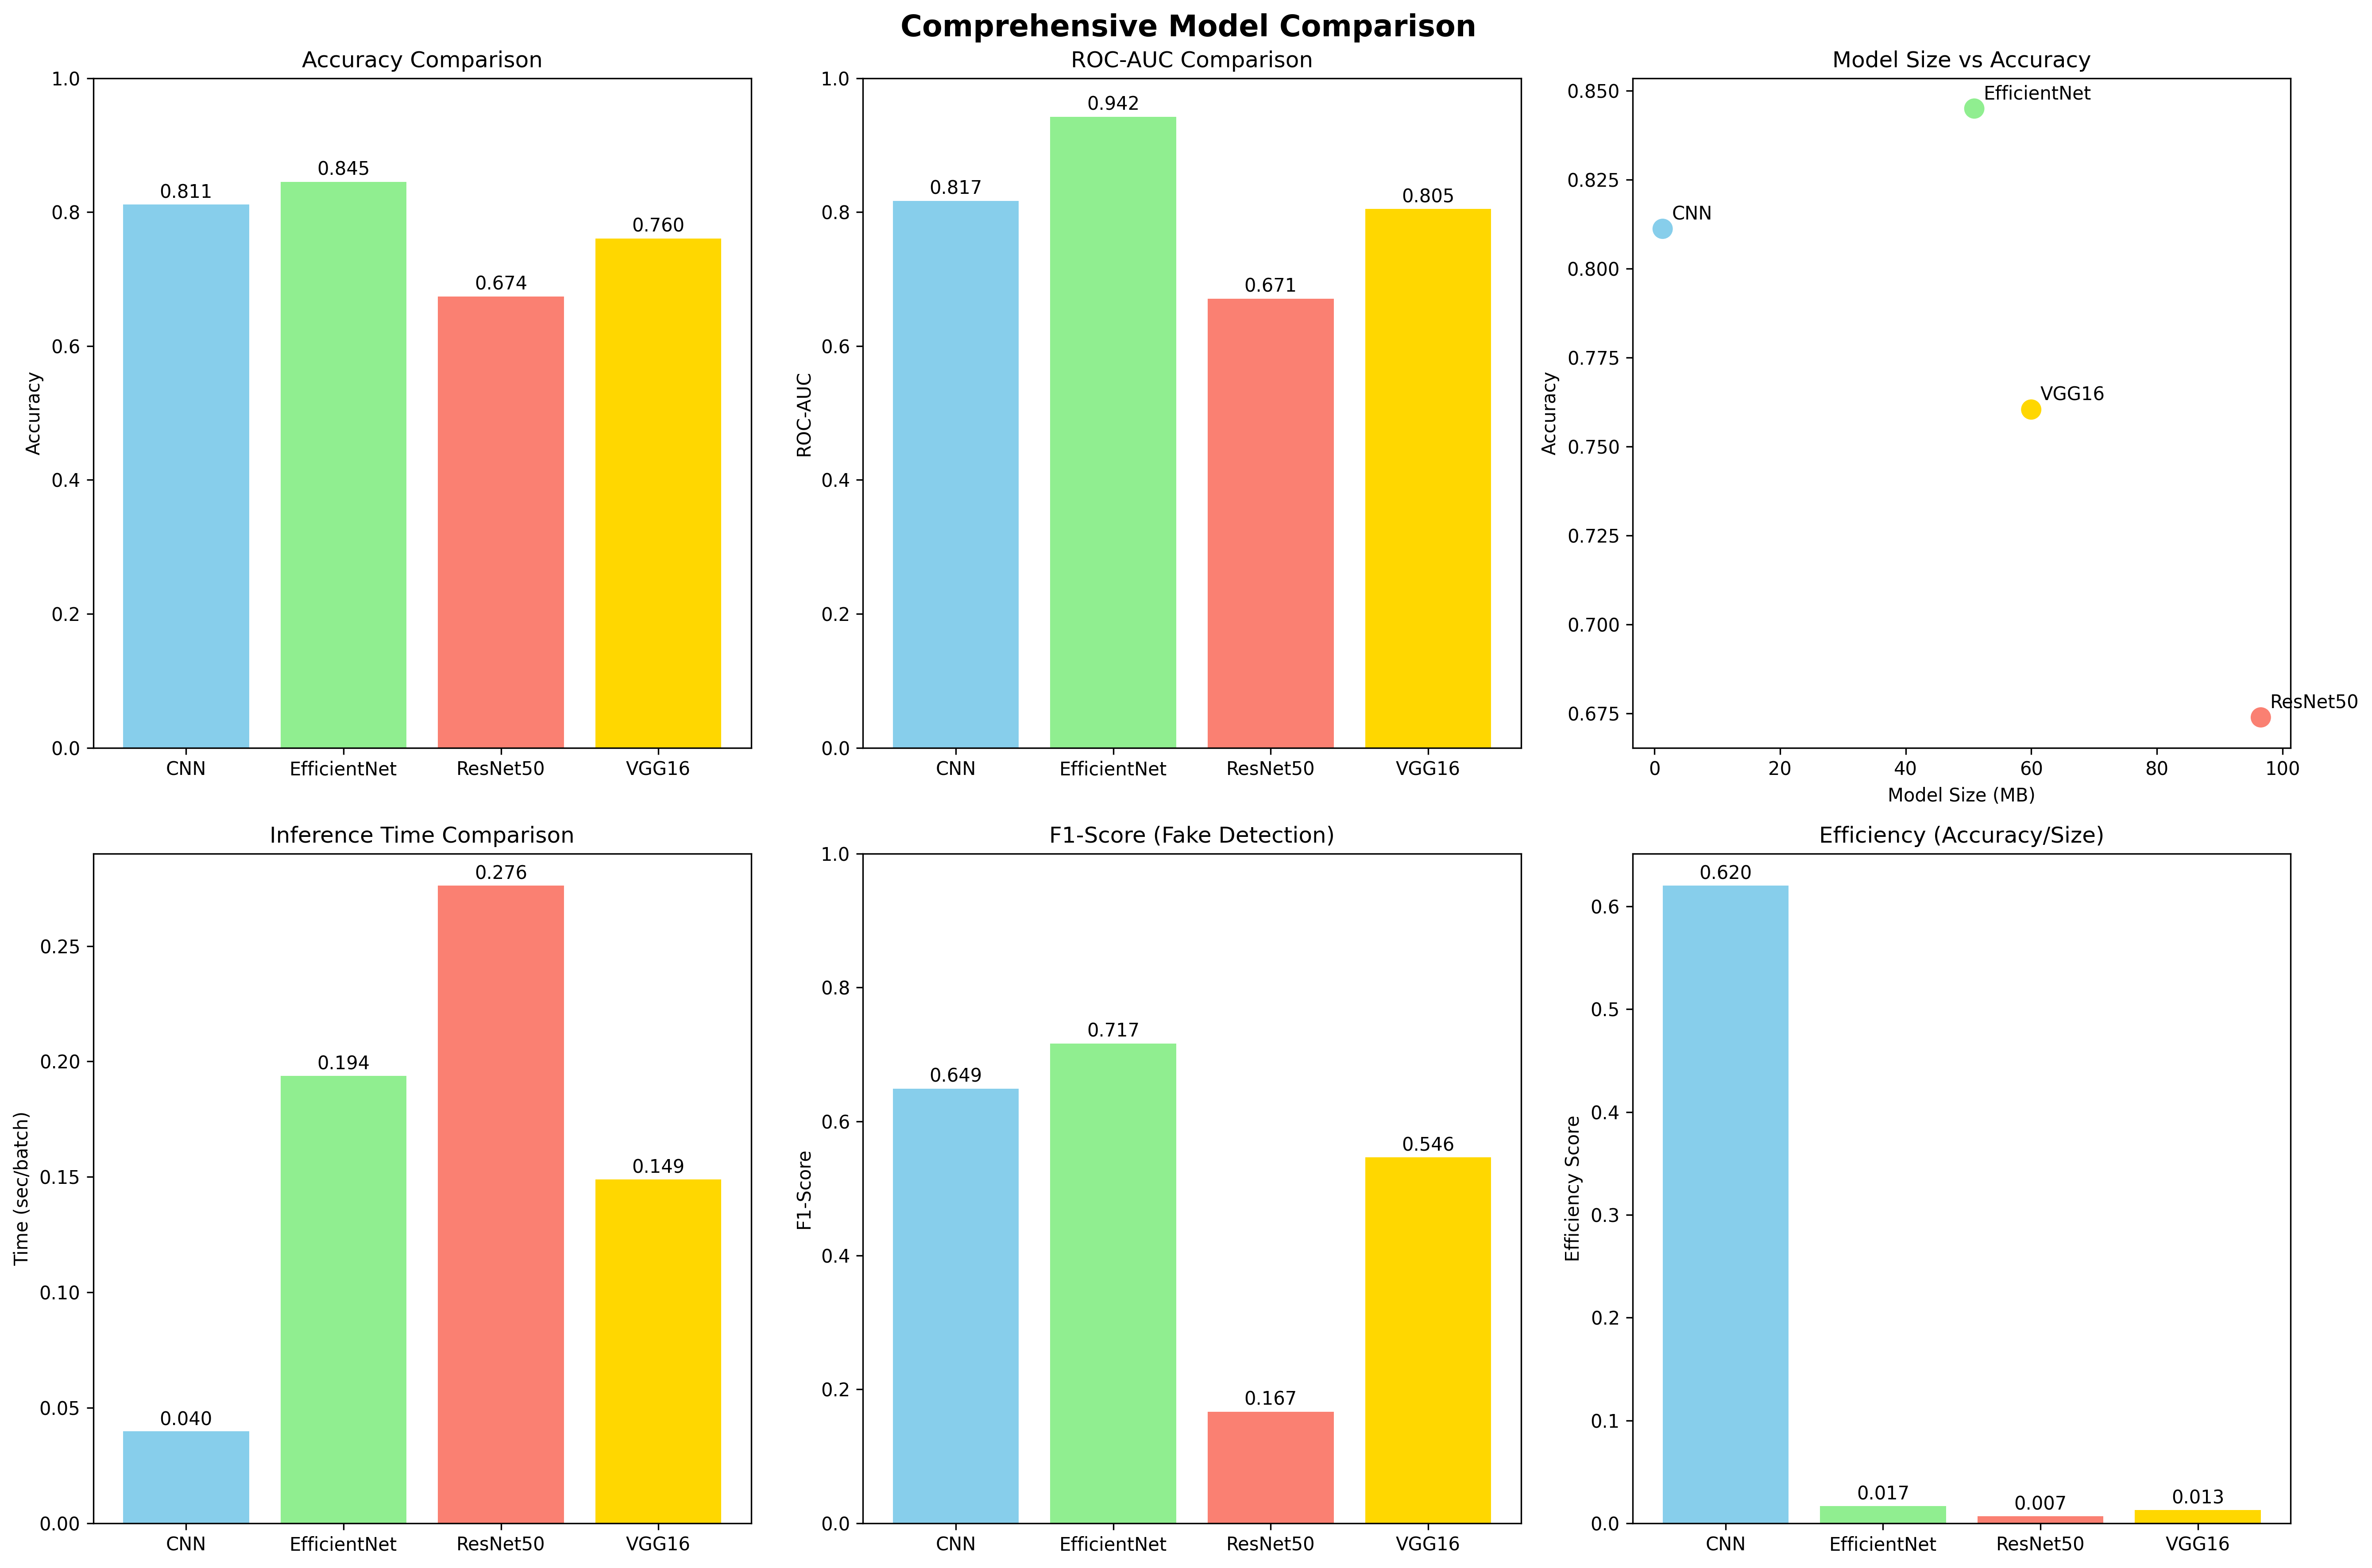 Comprehensive Model Comparison
Accuracy Comparison
Accuracy
1.0
0.8
0.6
0.4
0.2
0.0
0.811
0.845
0.674
0.760
CNN
EfficientNet
ResNet50
VGG16
ROC-AUC Comparison
ROC-AUC
1.0
0.8
0.6
0.4
0.2
0.0
0.817
0.942
0.671
0.805
CNN
EfficientNet
ResNet50
VGG16
Model Size vs Accuracy
Accuracy
0.850
0.825
0.800
0.775
0.750
0.725
0.700
0.675
EfficientNet
CNN
VGG16
ResNet50
0
20
40
60
80
100
Model Size (MB)
Inference Time Comparison
Time (sec/batch)
0.25
0.20
0.15
0.10
0.05
0.00
0.040
0.194
0.276
0.149
CNN
EfficientNet
ResNet50
VGG16
F1-Score (Fake Detection)
F1-Score
1.0
0.8
0.6
0.4
0.2
0.0
0.649
0.717
0.167
0.546
CNN
EfficientNet
ResNet50
VGG16
Efficiency (Accuracy/Size)
Efficiency Score
0.6
0.5
0.4
0.3
0.2
0.1
0.0
0.620
0.017
0.007
0.013
CNN
EfficientNet
ResNet50
VGG16